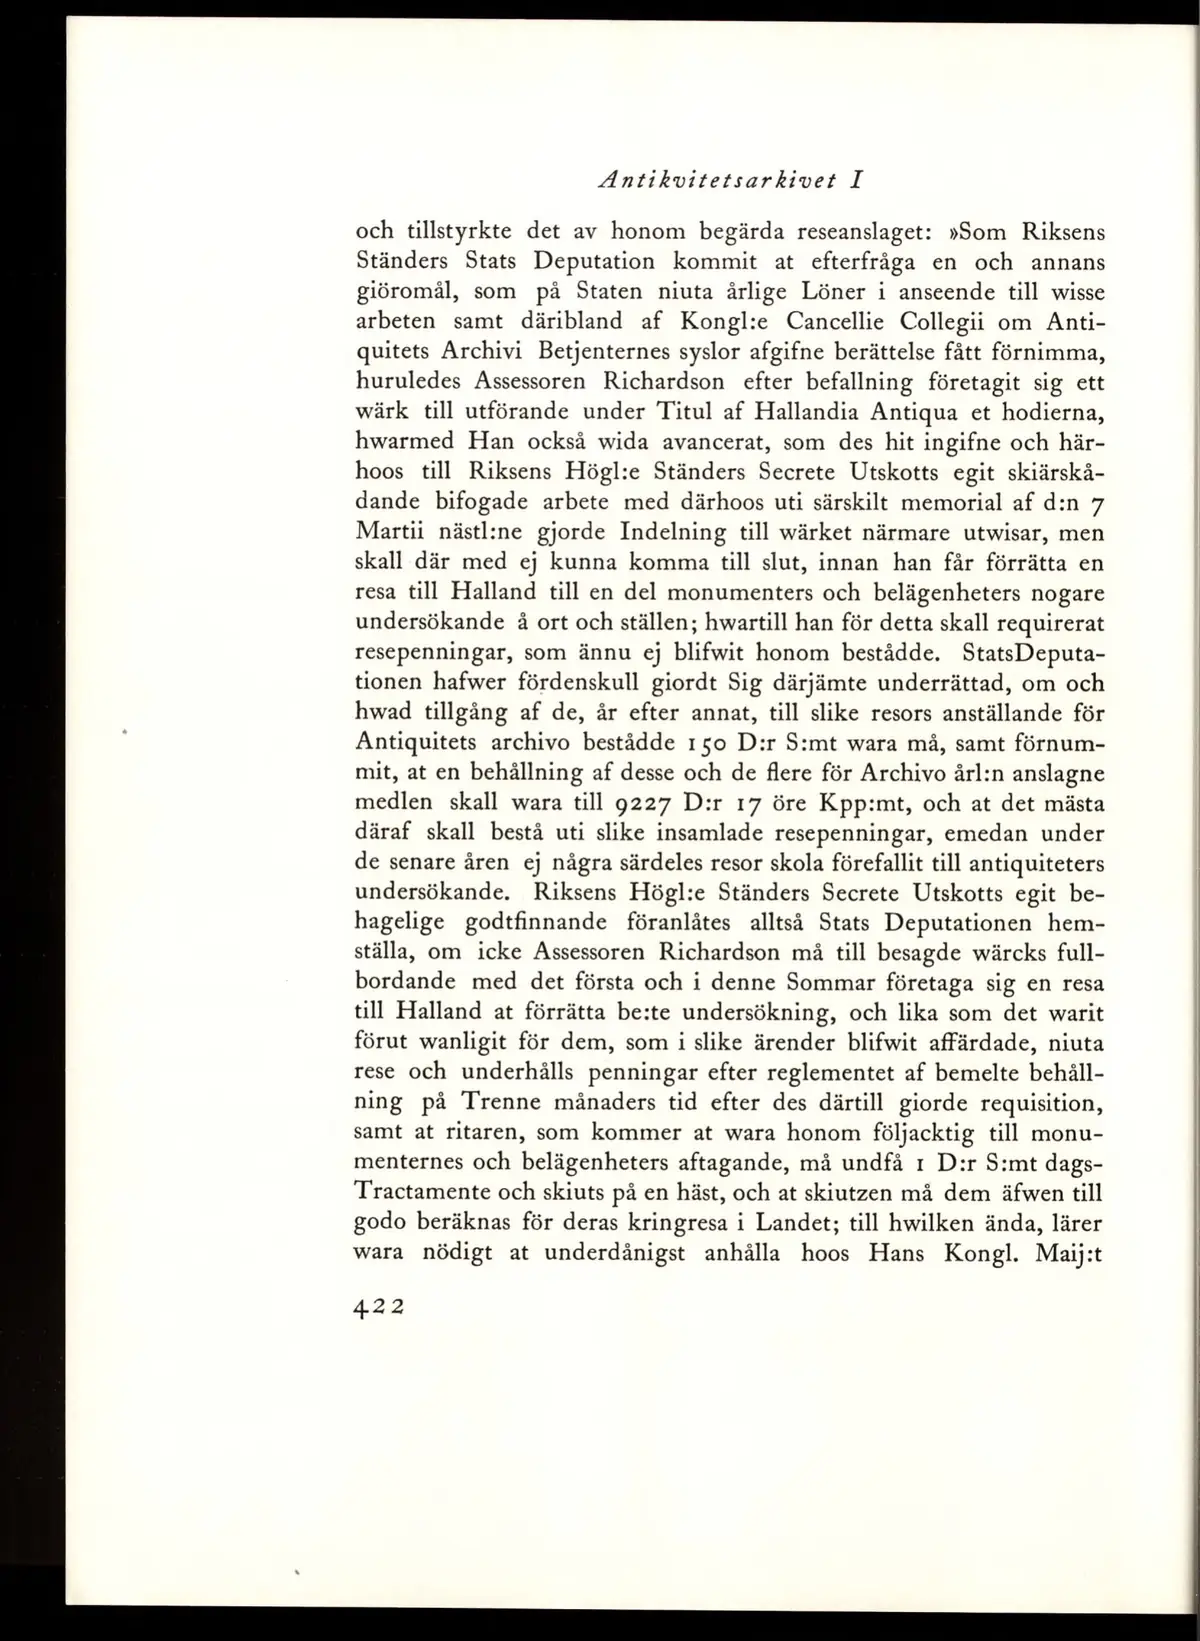 Antikvitetsarkivet I
och tillstyrkte det av honom begärda reseanslaget: »Som Riksens
Ständers Stats Deputation kommit at efterfråga en och annans
giöromål, som på Staten niuta årlige Löner i anseende till wisse
arbeten samt däribland af Kongl:e Cancellie Collegii om Anti-
quitets Archivi Betjenternes syslor afgifne berättelse fått förnimma,
huruledes Assessoren Richardson efter befallning företagit sig ett
wärk till utförande under Titul af Hallandia Antiqua et hodierna,
hwarmed Han också wida avancerat, som des hit ingifne och här-
hoos till Riksens Högl:e Ständers Secrete Utskotts egit skiärskå-
dande bifogade arbete med därhoos uti särskilt memorial af d:n 7
Martii nästl:ne gjorde Indelning till wärket närmare utwisar, men
skall där med ej kunna komma till slut, innan han får förrätta en
resa till Halland till en del monumenters och belägenheters nogare
undersökande å ort och ställen; hwartill han för detta skall requirerat
resepenningar, som ännu ej blifwit honom bestådde. StatsDeputa-
tionen hafwer fördenskull giordt Sig därjämte underrättad, om och
hwad tillgång af de, år efter annat, till slike resors anställande för
Antiquitets archivo bestådde 150 D:r S:mt wara må, samt förnum-
mit, at en behållning af desse och de flere för Archivo årl:n anslagne
medlen skall wara till 9227 D:r 17 öre Kpp:mt, och at det mästa
däraf skall bestå uti slike insamlade resepenningar, emedan under
de senare åren ej några särdeles resor skola förefallit till antiquiteters
undersökande. Riksens Högl:e Ständers Secrete Utskotts egit be-
hagelige godtfinnande föranlåtes alltså Stats Deputationen hem-
ställa, om icke Assessoren Richardson må till besagde wärcks full-
bordande med det första och i denne Sommar företaga sig en resa
till Halland at förrätta be:te undersökning, och lika som det warit
förut wanligit för dem, som i slike ärender blifwit affärdade, niuta
rese och underhålls penningar efter reglementet af bemelte behåll-
ning på Trenne månaders tid efter des därtill giorde requisition,
samt at ritaren, som kommer at wara honom följacktig till monu-
menternes och belägenheters aftagande, må undfå 1 D:r S:mt dags-
Tractamente och skiuts på en häst, och at skiutzen må dem äfwen till
godo beräknas för deras kringresa i Landet; till hwilken ända, lärer
wara nödigt at underdånigst anhålla hoos Hans Kongl. Maij:t
422